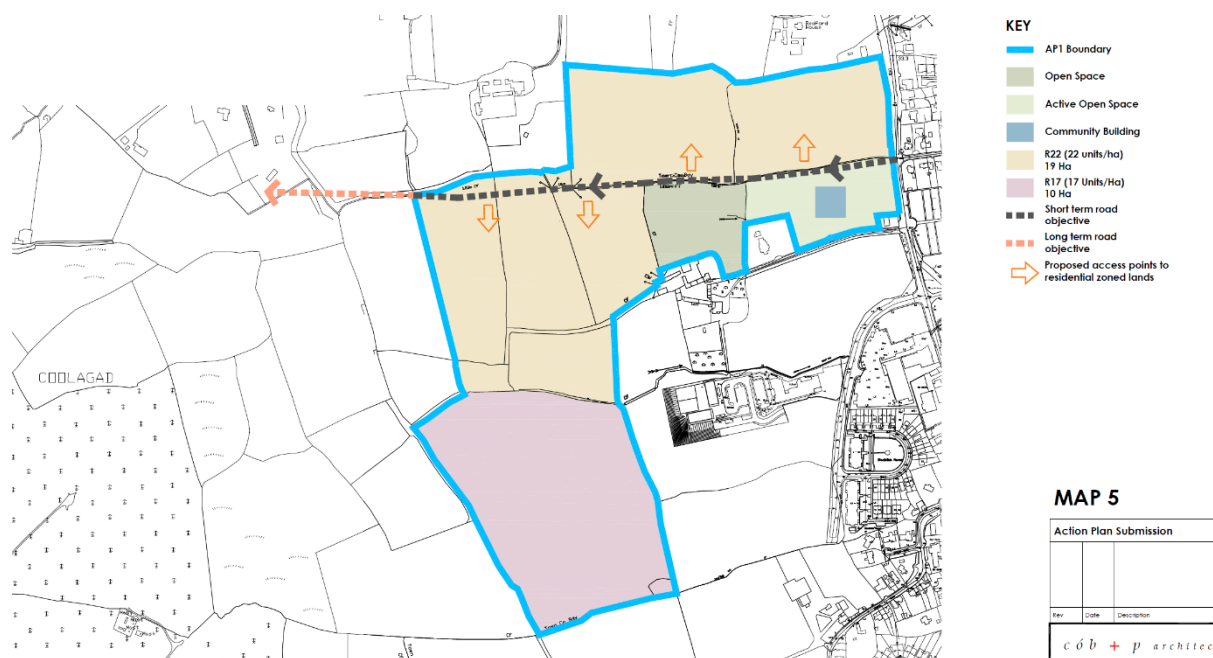 KEY
AP1 Boundary
Open Space
Active Open Space
Community Building
R22 (22 units/ha)
19 Ha
R17 (17 Units/Ha)
10 Ha
Short term road
objective
Long term road
objective
Proposed access points to
residential zoned lands
COOLAGAD
MAP 5
Action Plan Submission
Rev
Date
Description
cób + p architec